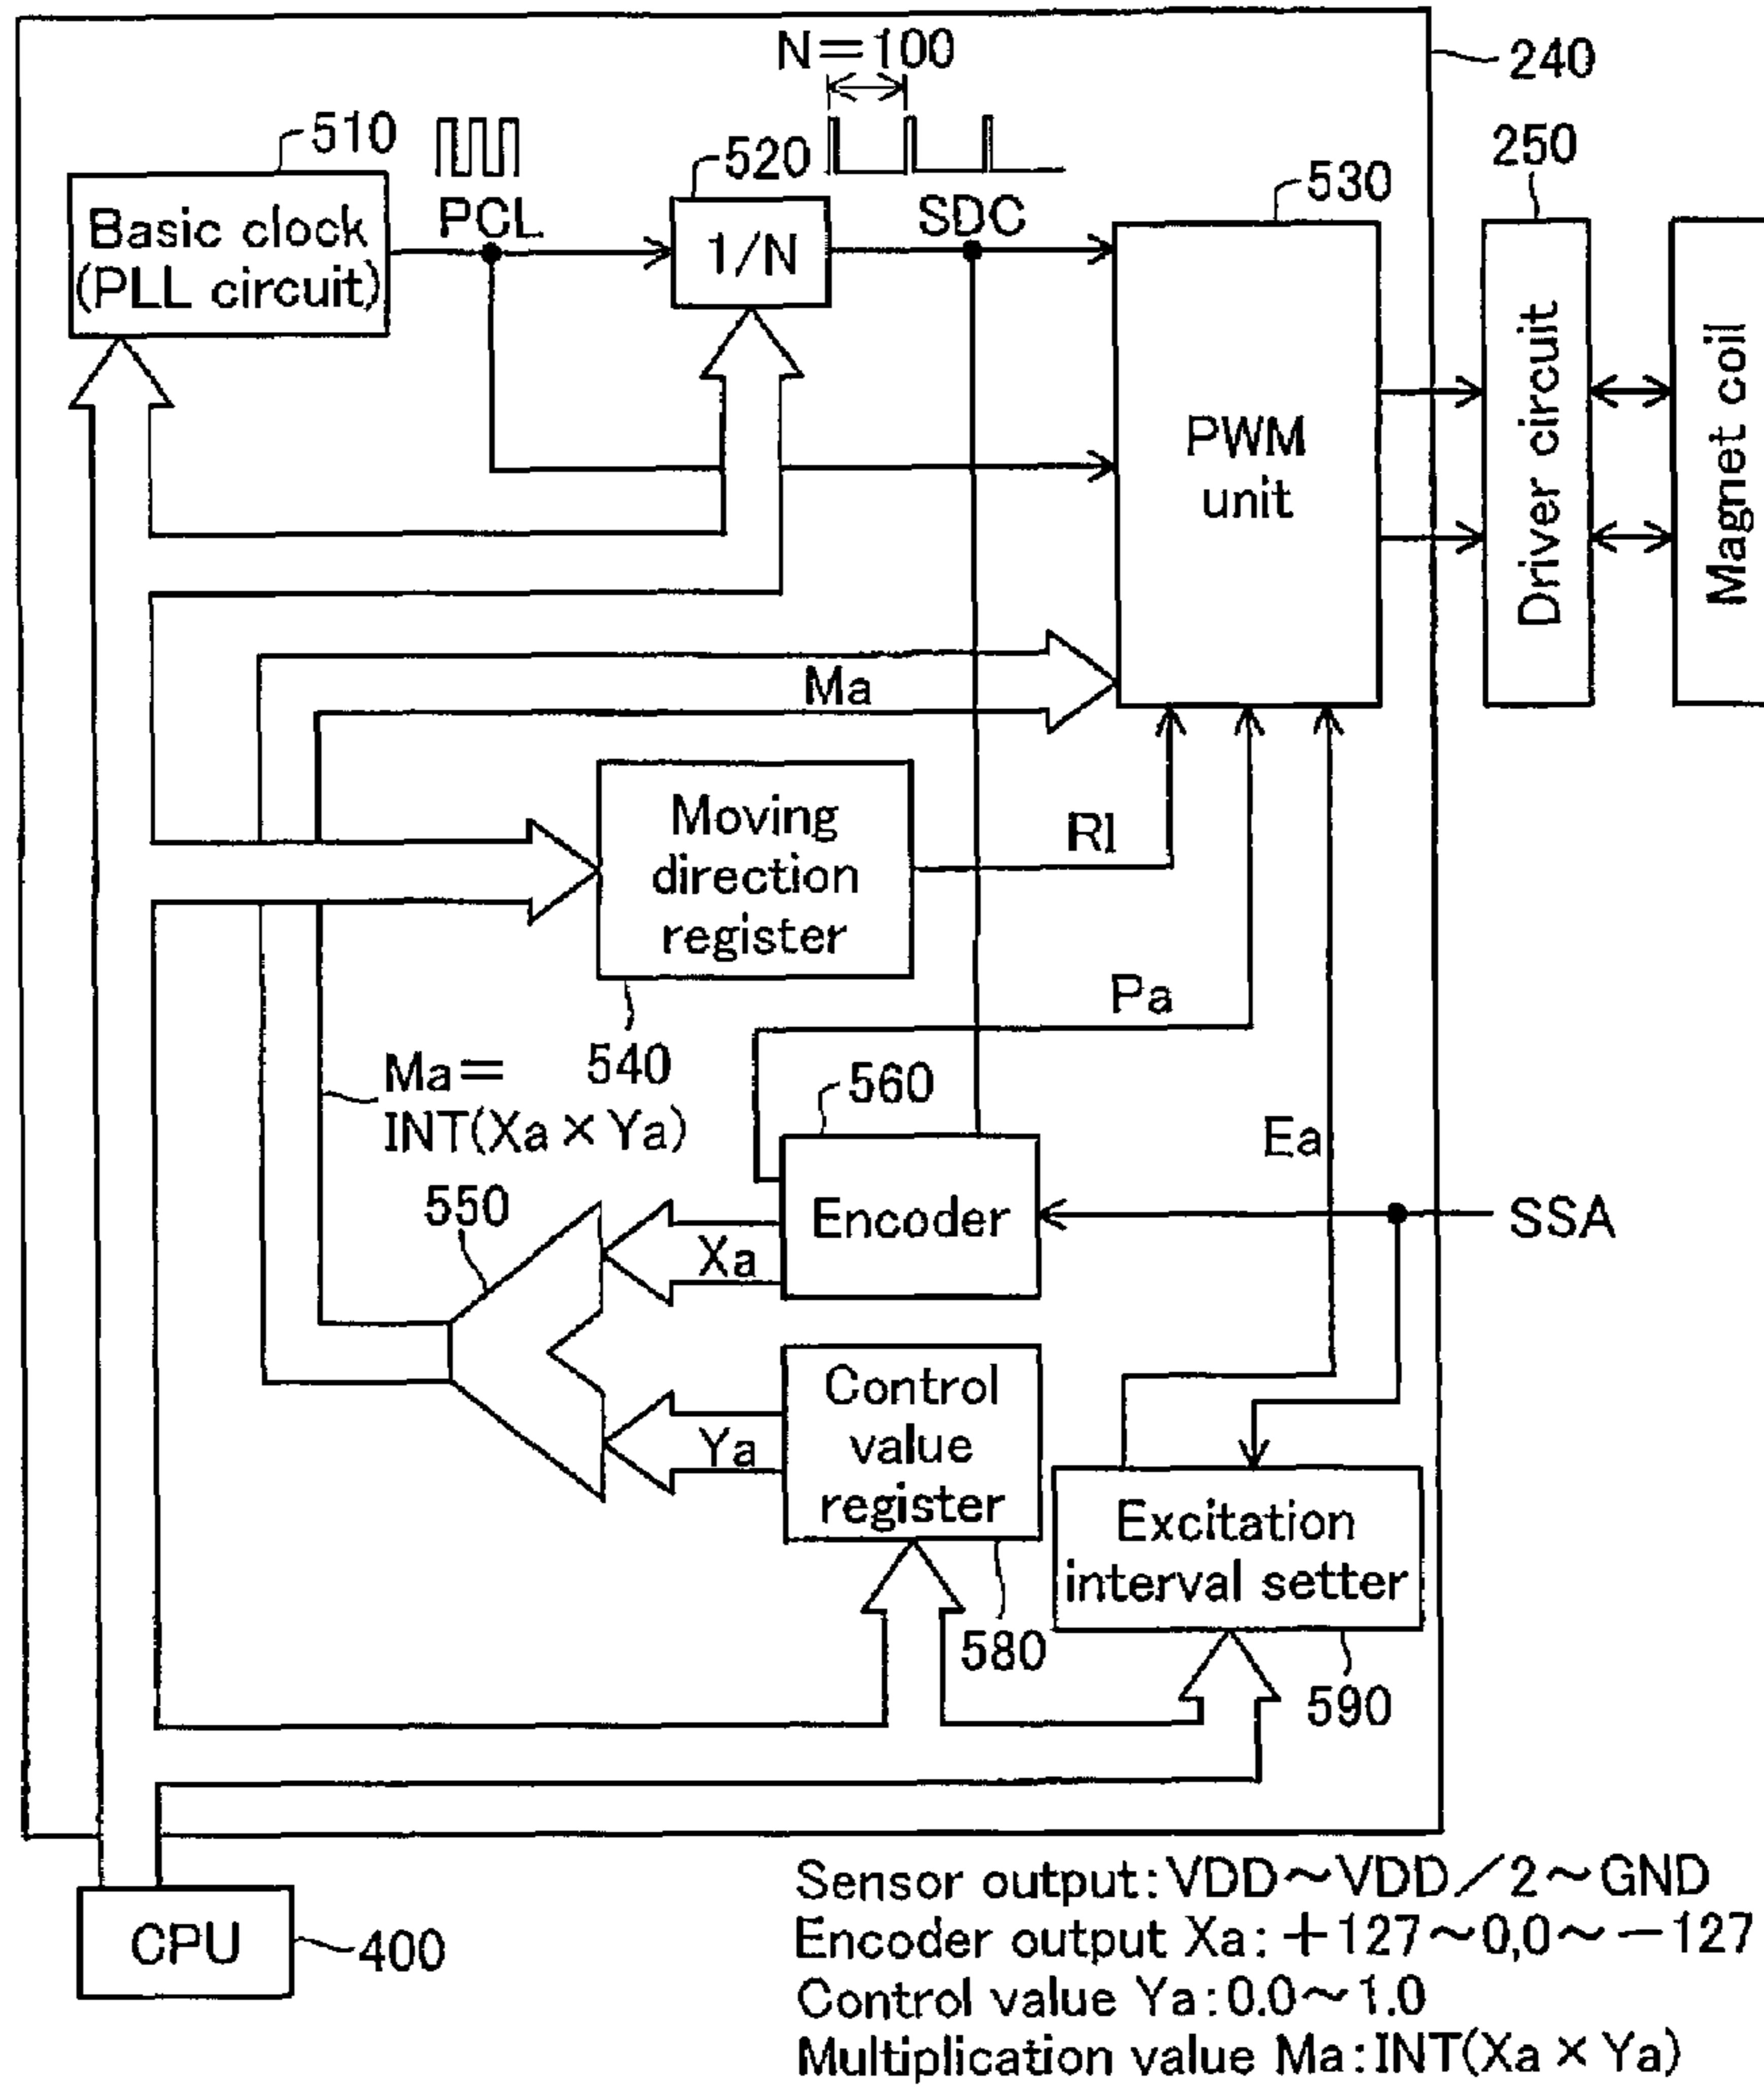 N=100
240
510
PCL
Basic clock
(PLL circuit)
520
1/N
SDC
530
PWM
unit
250
Driver circuit
Magnet coil
Ma
Moving
direction
register
540
RI
Pa
Ma=
INT(Xa × Ya)
550
560
Encoder
Xa
Ea
SSA
Control
value
register
Ya
580
Excitation
interval setter
590
CPU
400
Sensor output:VDD~VDD/2~GND
Encoder output Xa:+127~0,0~-127
Control value Ya:0.0~1.0
Multiplication value Ma:INT(Xa × Ya)